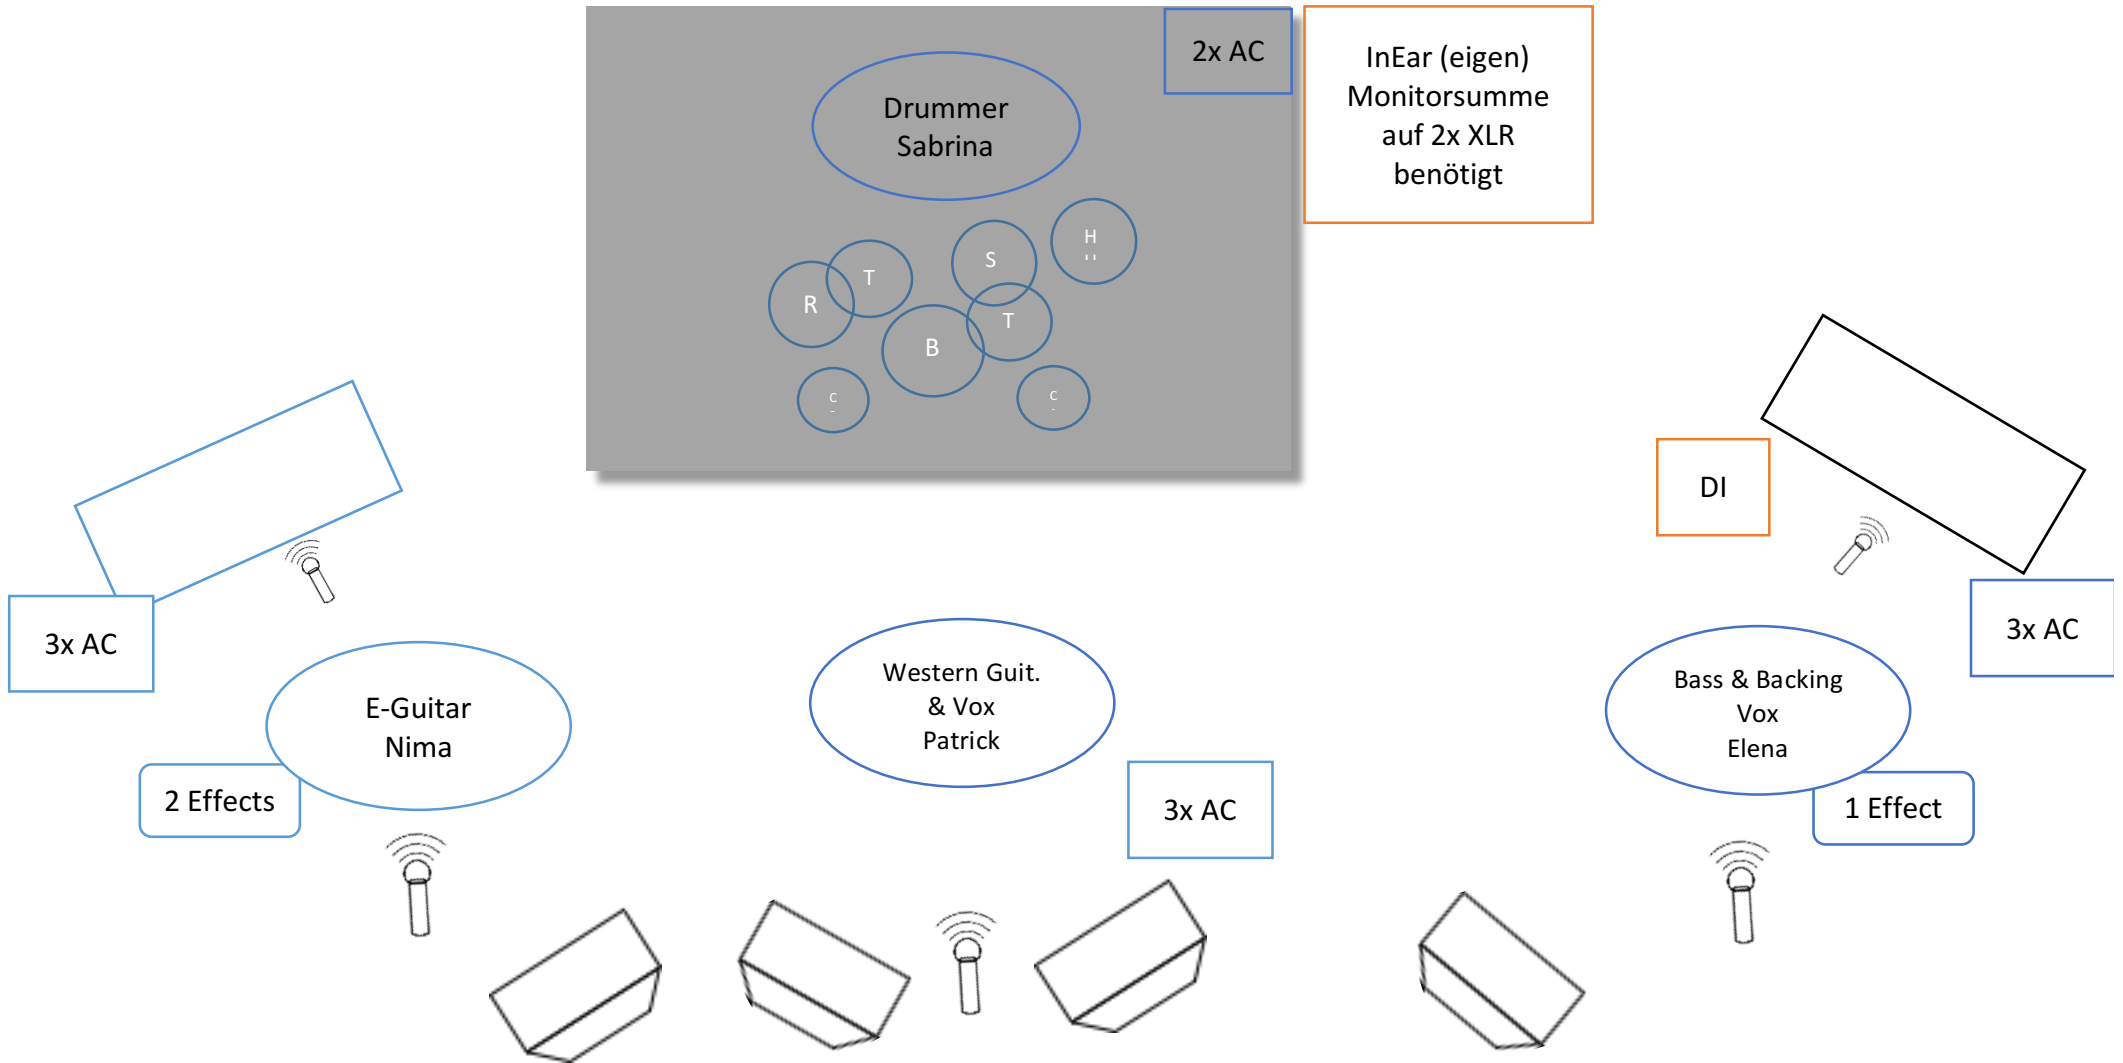 2x AC
InEar (eigen)
Monitorsumme
auf 2x XLR
benötigt
Drummer
Sabrina
H
S
T
R
T
B
C
C
DI
3x AC
3x AC
E-Guitar
Nima
Western Guit.
& Vox
Patrick
Bass & Backing
Vox
Elena
2 Effects
3x AC
1 Effect